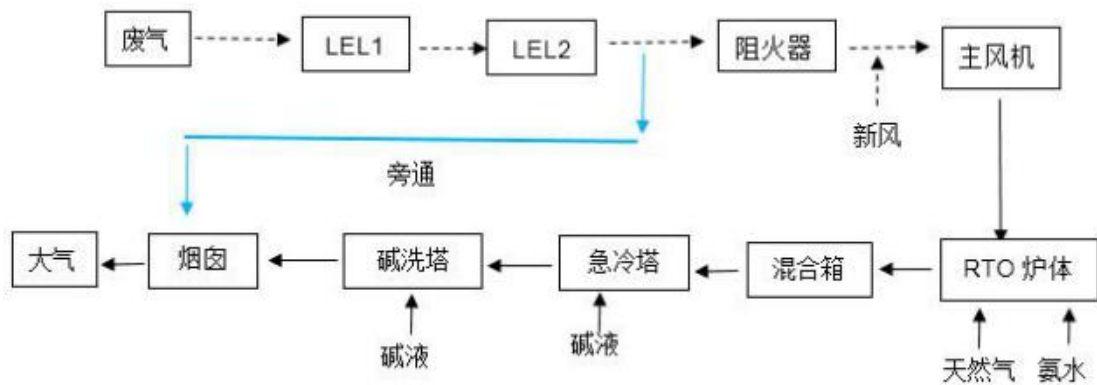 废气
LEL1
LEL2
阻火器
主风机
新风
旁通
大气
烟囱
碱洗塔
急冷塔
混合箱
RTO 炉体
碱液
碱液
天然气
氨水